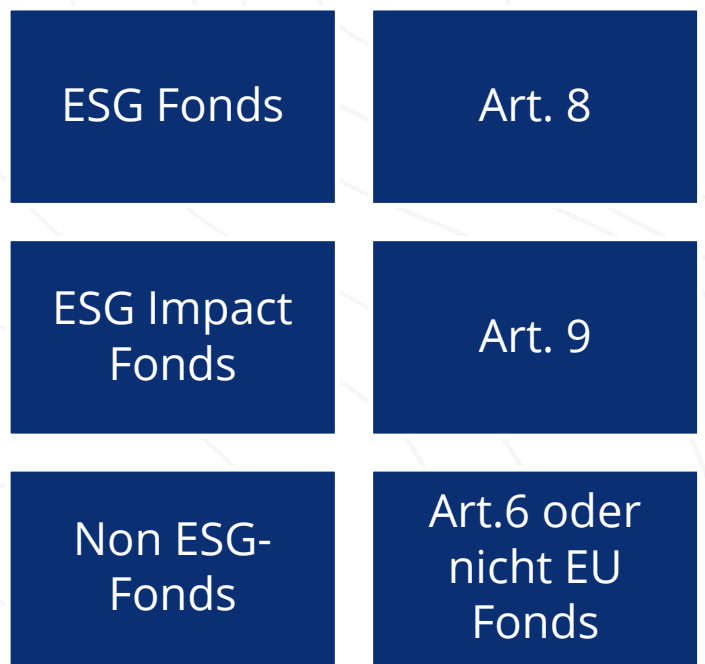 ESG Fonds
Art. 8
ESG Impact
Fonds
Art. 9
Non ESG-
Fonds
Art.6 oder
nicht EU
Fonds